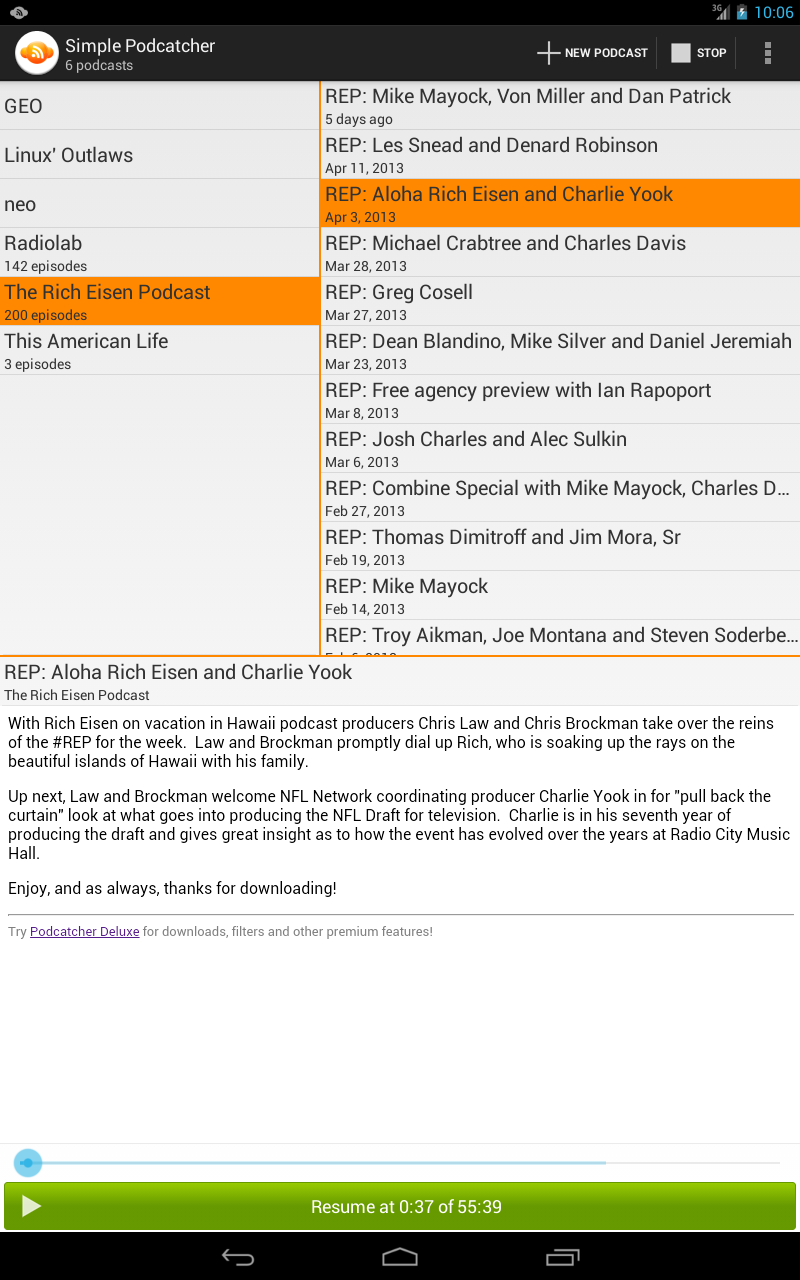 3G 10:06
Simple Podcatcher
6 podcasts
NEW PODCAST
STOP
GEO
Linux' Outlaws
neo
Radiolab
142 episodes
The Rich Eisen Podcast
200 episodes
This American Life
3 episodes
REP: Mike Mayock, Von Miller and Dan Patrick
5 days ago
REP: Les Snead and Denard Robinson
Apr 11, 2013
REP: Aloha Rich Eisen and Charlie Yook
Apr 3, 2013
REP: Michael Crabtree and Charles Davis
Mar 28, 2013
REP: Greg Cosell
Mar 27, 2013
REP: Dean Blandino, Mike Silver and Daniel Jeremiah
Mar 23, 2013
REP: Free agency preview with Ian Rapoport
Mar 8, 2013
REP: Josh Charles and Alec Sulkin
Mar 6, 2013
REP: Combine Special with Mike Mayock, Charles D…
Feb 27, 2013
REP: Thomas Dimitroff and Jim Mora, Sr
Feb 19, 2013
REP: Mike Mayock
Feb 14, 2013
REP: Troy Aikman, Joe Montana and Steven Soderbe…
REP: Aloha Rich Eisen and Charlie Yook
The Rich Eisen Podcast
With Rich Eisen on vacation in Hawaii podcast producers Chris Law and Chris Brockman take over the reins
of the #REP for the week.  Law and Brockman promptly dial up Rich, who is soaking up the rays on the
beautiful islands of Hawaii with his family.
Up next, Law and Brockman welcome NFL Network coordinating producer Charlie Yook in for "pull back the
curtain" look at what goes into producing the NFL Draft for television.  Charlie is in his seventh year of
producing the draft and gives great insight as to how the event has evolved over the years at Radio City Music
Hall.
Enjoy, and as always, thanks for downloading!
Try Podcatcher Deluxe for downloads, filters and other premium features!
Resume at 0:37 of 55:39